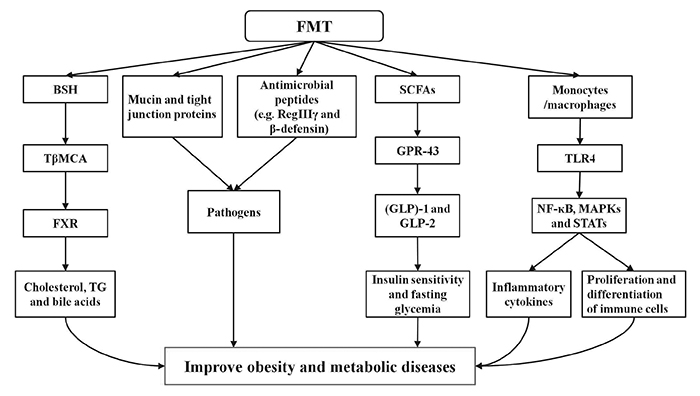 FMT
BSH
Mucin and tight
junction proteins
Antimicrobial
peptides
(e.g. RegIIIγ and
β-defensin)
SCFAs
Monocytes
/macrophages
TβMCA
GPR-43
TLR4
Pathogens
FXR
(GLP)-1 and
GLP-2
NF-κB, MAPKs
and STATs
Cholesterol, TG
and bile acids
Insulin sensitivity
and fasting
glycemia
Inflammatory
cytokines
Proliferation and
differentiation
of immune cells
Improve obesity and metabolic diseases